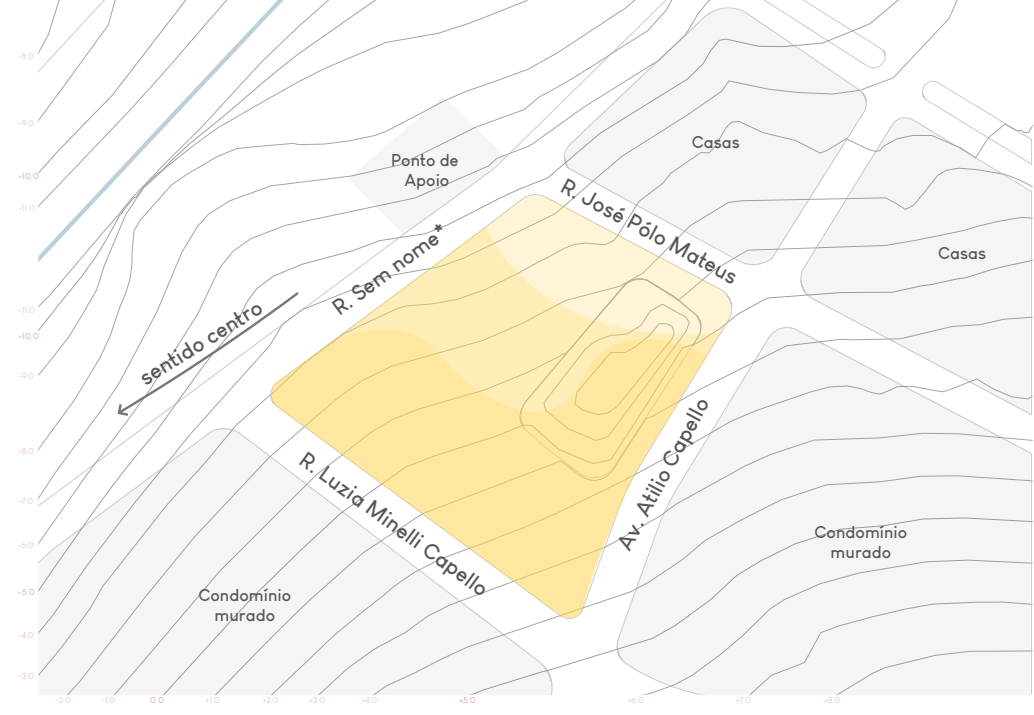 -8.0
-9.0
-10.0
-11.0
Casas
Ponto de
Apoio
R. José Pólo Mateus
Casas
R. Sem nome*
sentido centro
-11.0
-10.0
-9.0
-8.0
-7.0
-6.0
-5.0
-4.0
-3.0
R. Luzia Minelli Capello
Av. Atilio Capello
Condomínio
murado
Condomínio
murado
-2.0
-1.0
0.0
+1.0
+2.0
+3.0
+4.0
+5.0
+6.0
+7.0
+8.0